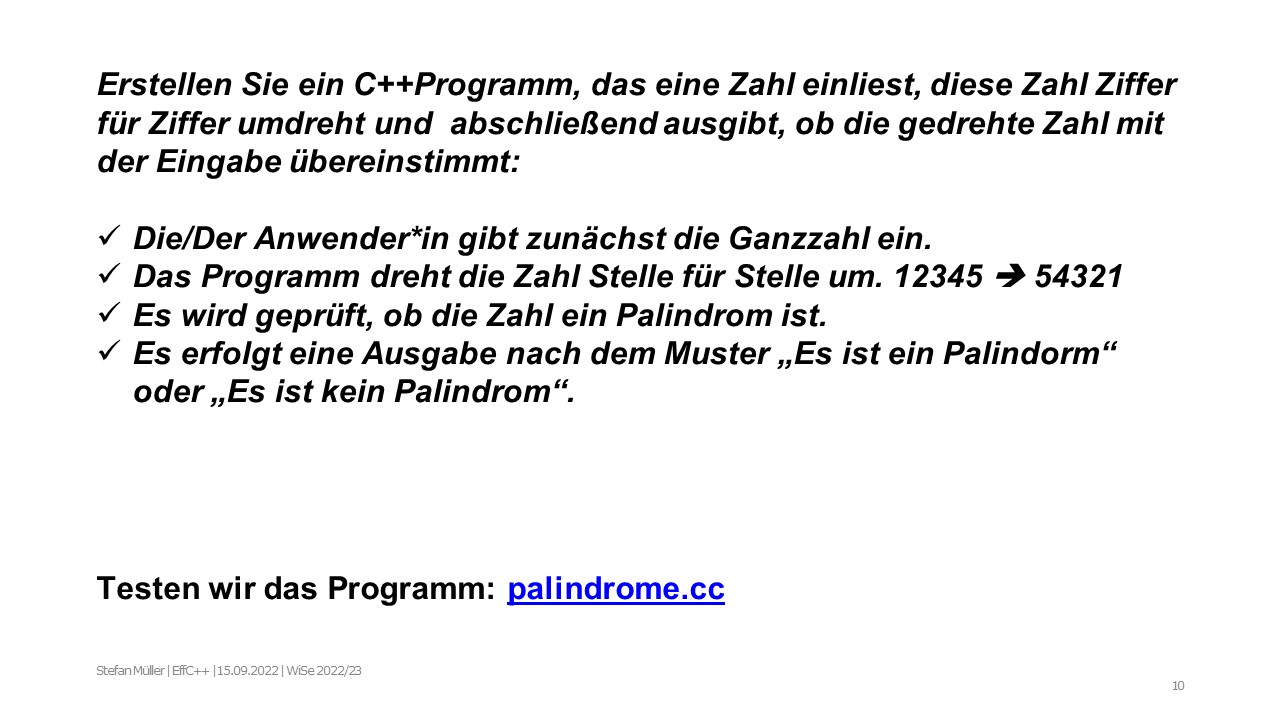 Erstellen Sie ein C++Programm, das eine Zahl einliest, diese Zahl Ziffer
für Ziffer umdreht und  abschließend ausgibt, ob die gedrehte Zahl mit
der Eingabe übereinstimmt:
✓ Die/Der Anwender*in gibt zunächst die Ganzzahl ein.
✓ Das Programm dreht die Zahl Stelle für Stelle um. 12345 ➔ 54321
✓ Es wird geprüft, ob die Zahl ein Palindrom ist.
✓ Es erfolgt eine Ausgabe nach dem Muster „Es ist ein Palindorm“
oder „Es ist kein Palindrom“.
Testen wir das Programm: palindrome.cc
Stefan Müller | EffC++ | 15.09.2022 | WiSe 2022/23
10